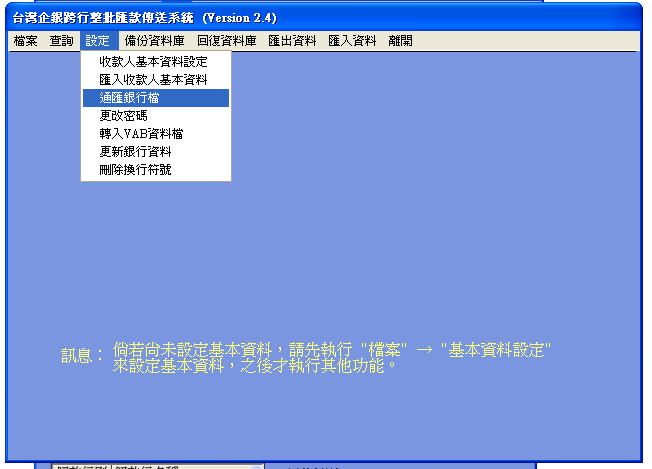 台灣企銀跨行整批匯款傳送系統 (Version 2.4)
檔案 查詢 設定 備份資料庫 回復資料庫 匯出資料 匯入資料 離開
收款人基本資料設定
匯入收款人基本資料
通匯銀行檔
更改密碼
轉入VAB資料檔
更新銀行資料
刪除換行符號
訊息： 倘若尚未設定基本資料，請先執行 "檔案" → "基本資料設定"
來設定基本資料，之後才執行其他功能。